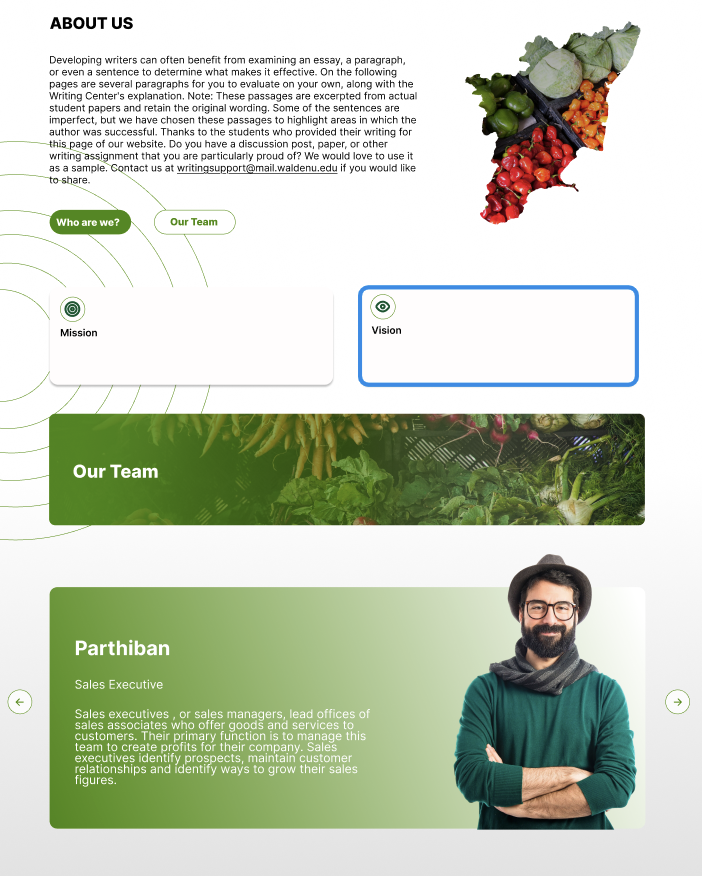 ABOUT US
Developing writers can often benefit from examining an essay, a paragraph,
or even a sentence to determine what makes it effective. On the following
pages are several paragraphs for you to evaluate on your own, along with the
Writing Center's explanation. Note: These passages are excerpted from actual
student papers and retain the original wording. Some of the sentences are
imperfect, but we have chosen these passages to highlight areas in which the
author was successful. Thanks to the students who provided their writing for
this page of our website. Do you have a discussion post, paper, or other
writing assignment that you are particularly proud of? We would love to use it
as a sample. Contact us at writingsupport@mail.waldenu.edu if you would like
to share.
Who are we?
Our Team
Mission
Vision
Our Team
Parthiban
Sales Executive
Sales executives , or sales managers, lead offices of
sales associates who offer goods and services to
customers. Their primary function is to manage this
team to create profits for their company. Sales
executives identify prospects, maintain customer
relationships and identify ways to grow their sales
figures.